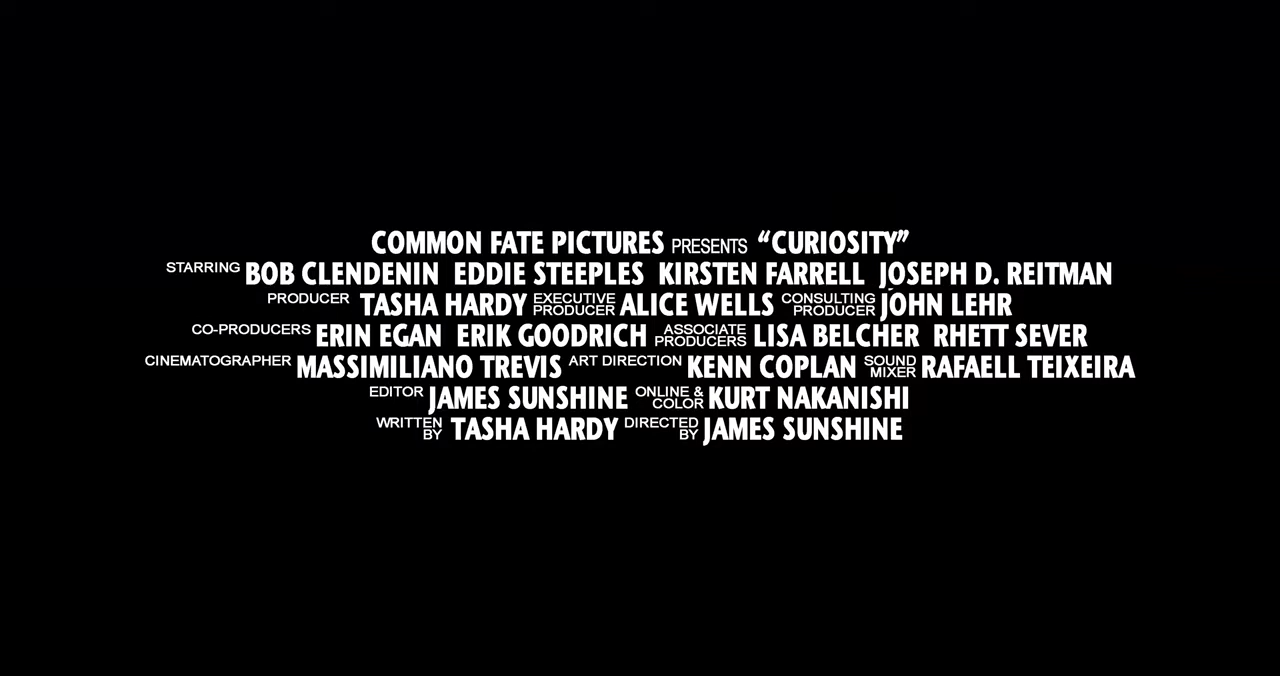 COMMON FATE PICTURES PRESENTS “CURIOSITY”
STARRING BOB CLENDENIN EDDIE STEEPLES KIRSTEN FARRELL JOSEPH D. REITMAN
PRODUCER TASHA HARDY EXECUTIVE PRODUCER ALICE WELLS CONSULTING PRODUCER JOHN LEHR
CO-PRODUCERS ERIN EGAN ERIK GOODRICH ASSOCIATE PRODUCERS LISA BELCHER RHETT SEVER
CINEMATOGRAPHER MASSIMILIANO TREVIS ART DIRECTION KENN COPLAN SOUND MIXER RAFAELL TEIXEIRA
EDITOR JAMES SUNSHINE ONLINE & COLOR KURT NAKANISHI
WRITTEN BY TASHA HARDY DIRECTED BY JAMES SUNSHINE